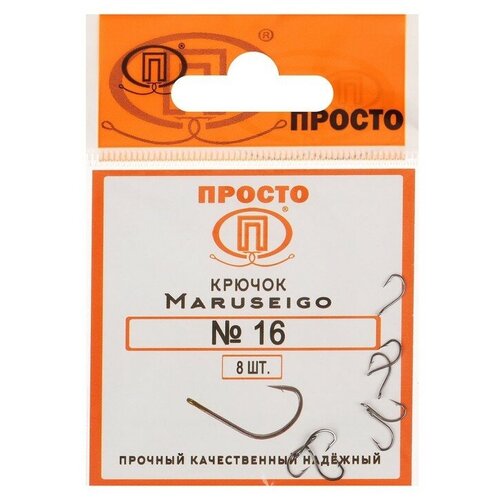 П
®
ПРОСТО
ПРОСТО
П
®
КРЮЧОК
MARUSEIGO
№ 16
8 ШТ.
ПРОЧНЫЙ КАЧЕСТВЕННЫЙ НАДЁЖНЫЙ